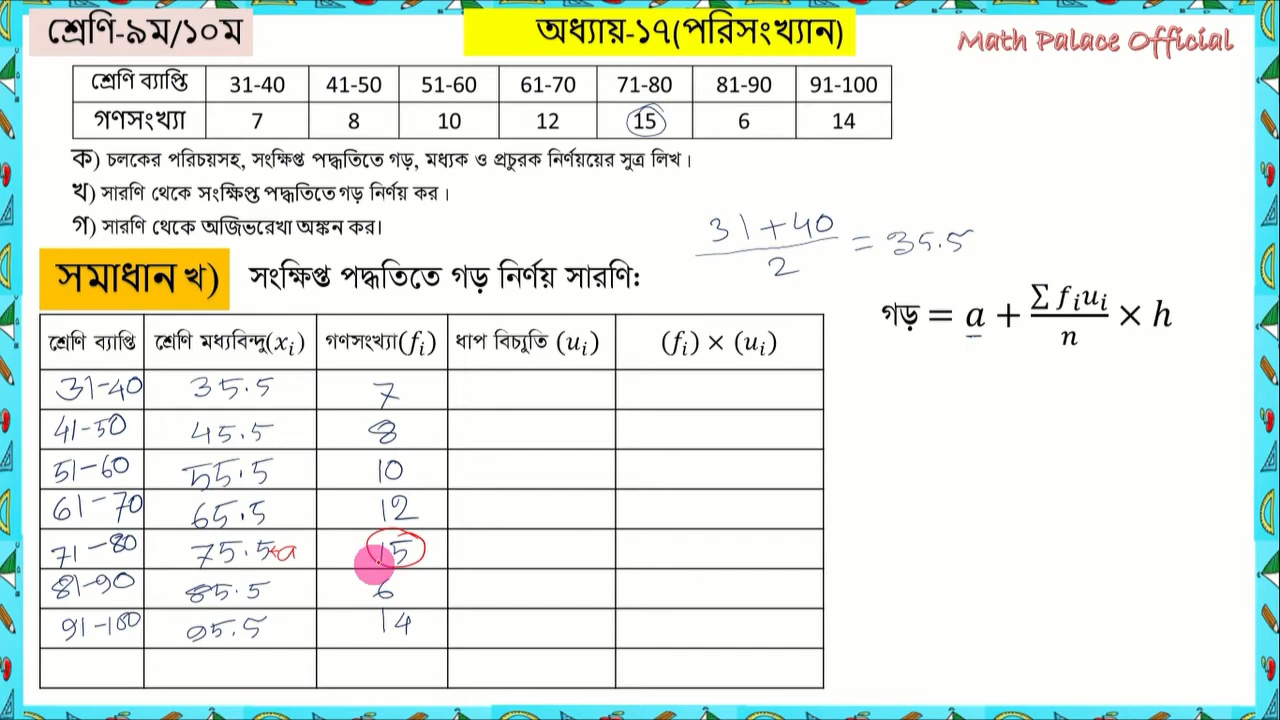 শ্রেণি-৯ম/১০ম
অধ্যায়-১৭(পরিসংখ্যান)
Math Palace Official
শ্রেণি ব্যাপ্তি 31-40 41-50 51-60 61-70 71-80 81-90 91-100
গণসংখ্যা 7 8 10 12 15 6 14
ক) চলকের পরিচয়সহ, সংক্ষিপ্ত পদ্ধতিতে গড়, মধ্যক ও প্রচুরক নির্ণয়য়ের সুত্র লিখ।
খ) সারণি থেকে সংক্ষিপ্ত পদ্ধতিতে গড় নির্ণয় কর।
গ) সারণি থেকে অজিভরেখা অঙ্কন কর।
31+40
2
= 35.5
সমাধান খ) সংক্ষিপ্ত পদ্ধতিতে গড় নির্ণয় সারণি:
গড় = a + ∑ fᵢuᵢ / n × h
শ্রেণি ব্যাপ্তি শ্রেণি মধ্যবিন্দু(xᵢ) গণসংখ্যা(fᵢ) ধাপ বিচ্যুতি (uᵢ) (fᵢ) × (uᵢ)
31-40 35.5 7
41-50 45.5 8
51-60 55.5 10
61-70 65.5 12
71-80 75.5←a 15
81-90 85.5 6
91-100 95.5 14